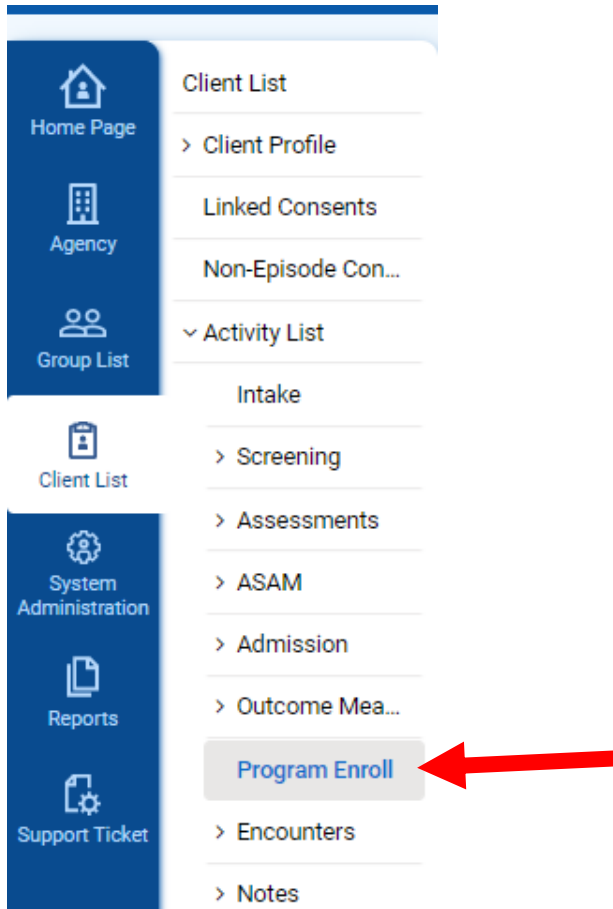 Home Page
Agency
Group List
Client List
System
Administration
Reports
Support Ticket
Client List
Client Profile
Linked Consents
Non-Episode Con...
Activity List
Intake
Screening
Assessments
ASAM
Admission
Outcome Mea...
Program Enroll
Encounters
Notes